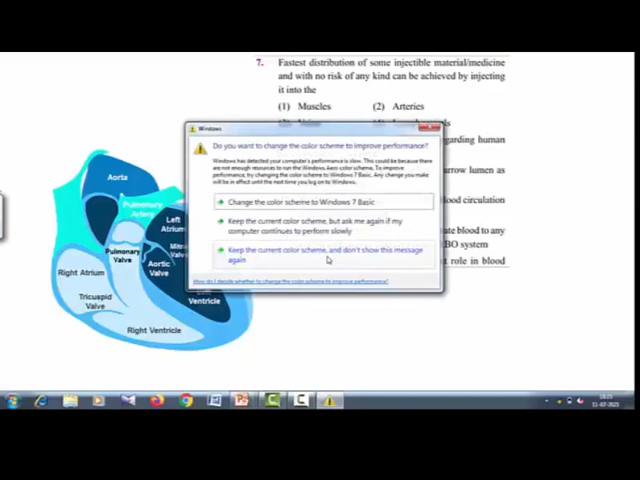 7. Fastest distribution of some injectible material/medicine
and with no risk of any kind can be achieved by injecting
it into the
(1) Muscles (2) Arteries
Windows
Do you want to change the color scheme to improve performance?
Windows has detected your computer's performance is slow. This could be because there
are not enough resources to run the Windows Aero color scheme. To improve
performance, try changing the color scheme to Windows 7 Basic. Any change you make
will be in effect until the next time you log on to Windows.
Change the color scheme to Windows 7 Basic
Keep the current color scheme, but ask me again if my
computer continues to perform slowly
Keep the current color scheme, and don't show this message
again
How do I decide whether to change the color scheme to improve performance?
egarding human
rrow lumen as
lood circulation
ate blood to any
BO system
t role in blood
Aorta
Pulmonary
Artery
Left
Atrium
Pulmonary
Valve
Aortic
Valve
Right Atrium
Tricuspid
Valve
Ventricle
Right Ventricle